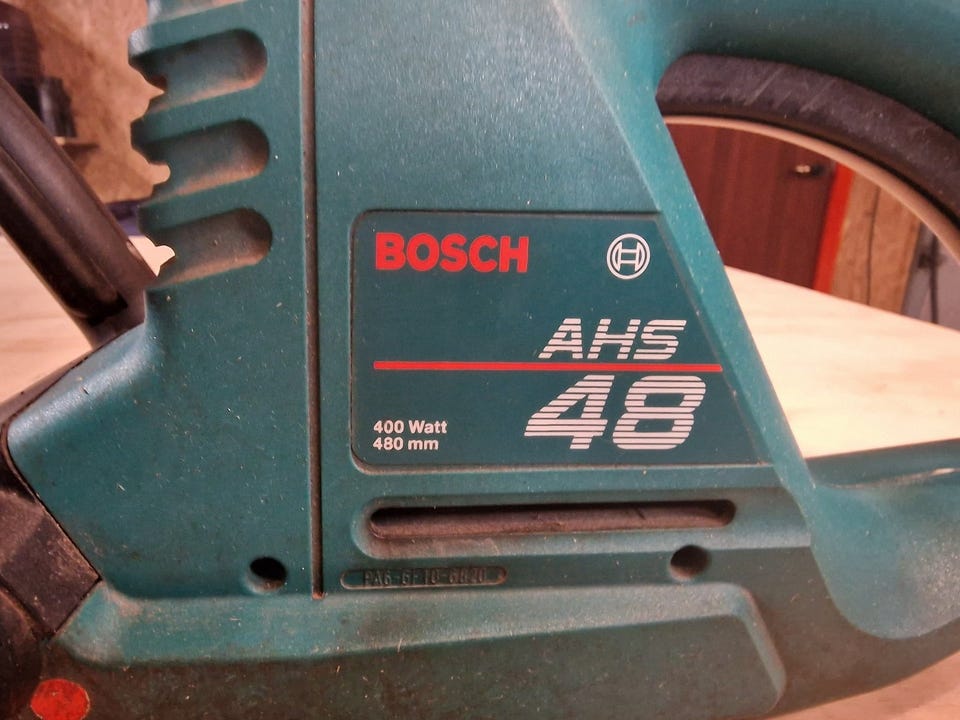 BOSCH
AHS
48
400 Watt
480 mm
PA6-GF10-GB20